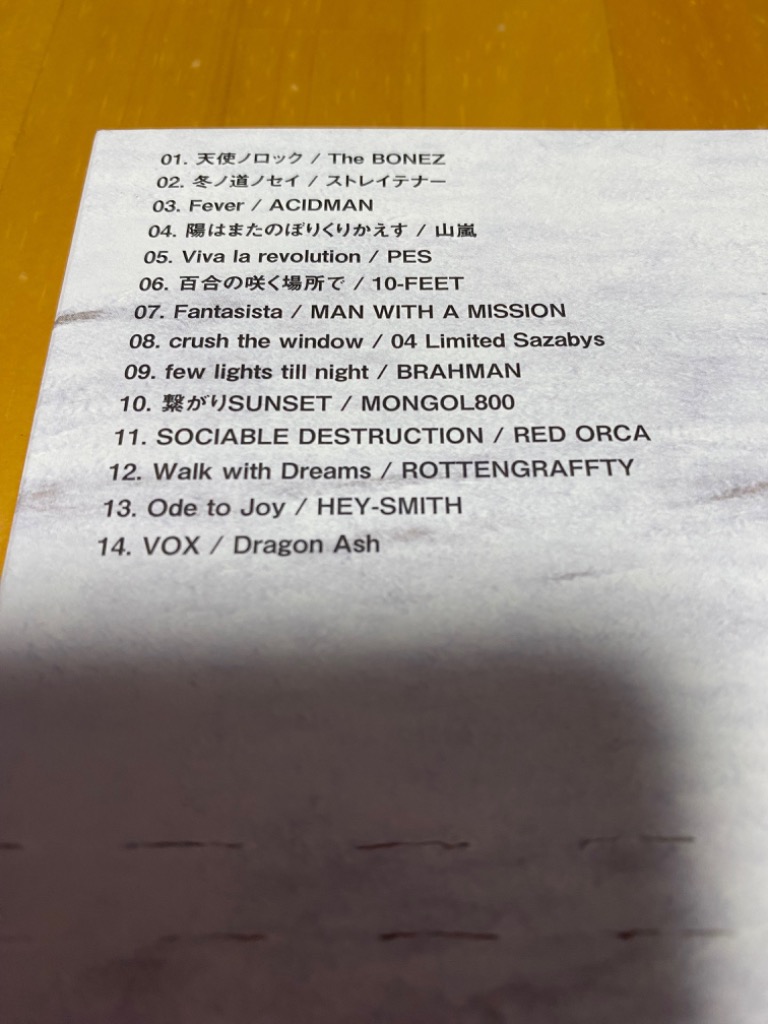 01. 天使ノロック / The BONEZ
02. 冬ノ道ノセイ / ストレイテナー
03. Fever / ACIDMAN
04. 陽はまたのぼりくりかえす / 山嵐
05. Viva la revolution / PES
06. 百合の咲く場所で / 10-FEET
07. Fantasista / MAN WITH A MISSION
08. crush the window / 04 Limited Sazabys
09. few lights till night / BRAHMAN
10. 繋がりSUNSET / MONGOL800
11. SOCIABLE DESTRUCTION / RED ORCA
12. Walk with Dreams / ROTTENGRAFFTY
13. Ode to Joy / HEY-SMITH
14. VOX / Dragon Ash